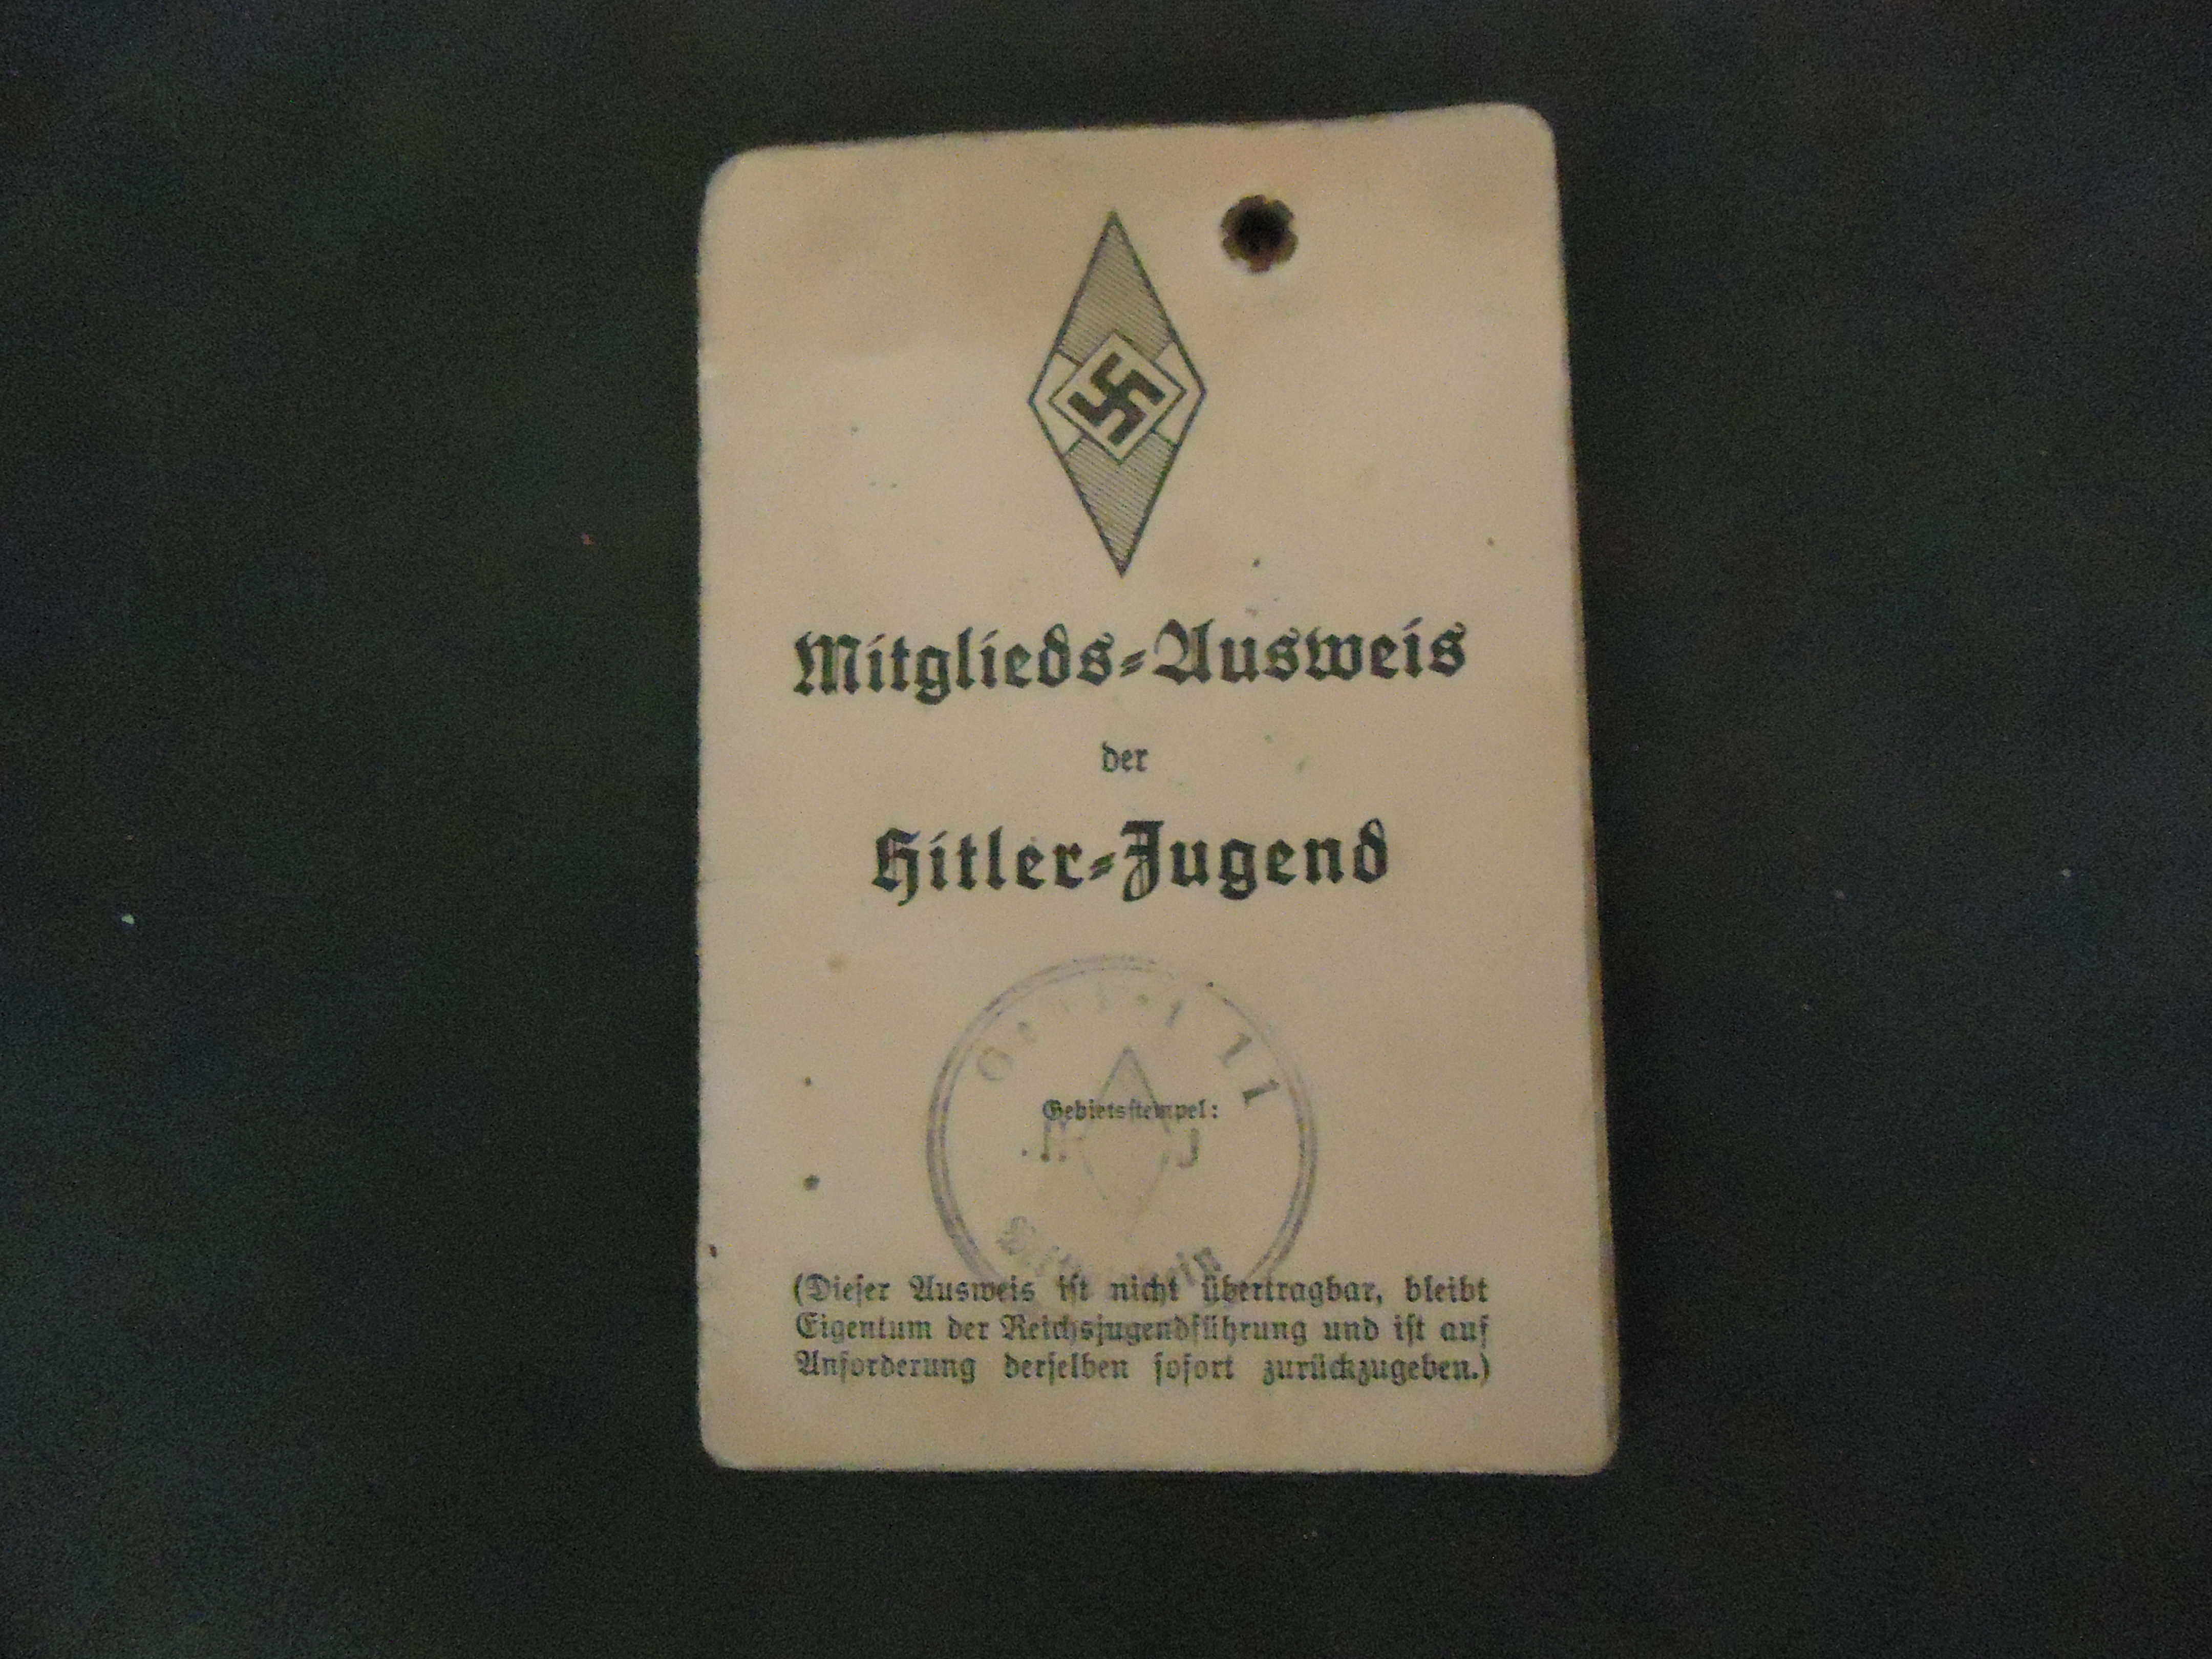 Mitglieds-Ausweis
der
Hitler-Jugend
11
Gebietsstempel:
(Dieser Ausweis ist nicht übertragbar, bleibt
Eigentum der Reichsjugendführung und ist auf
Anforderung derselben sofort zurückzugeben.)